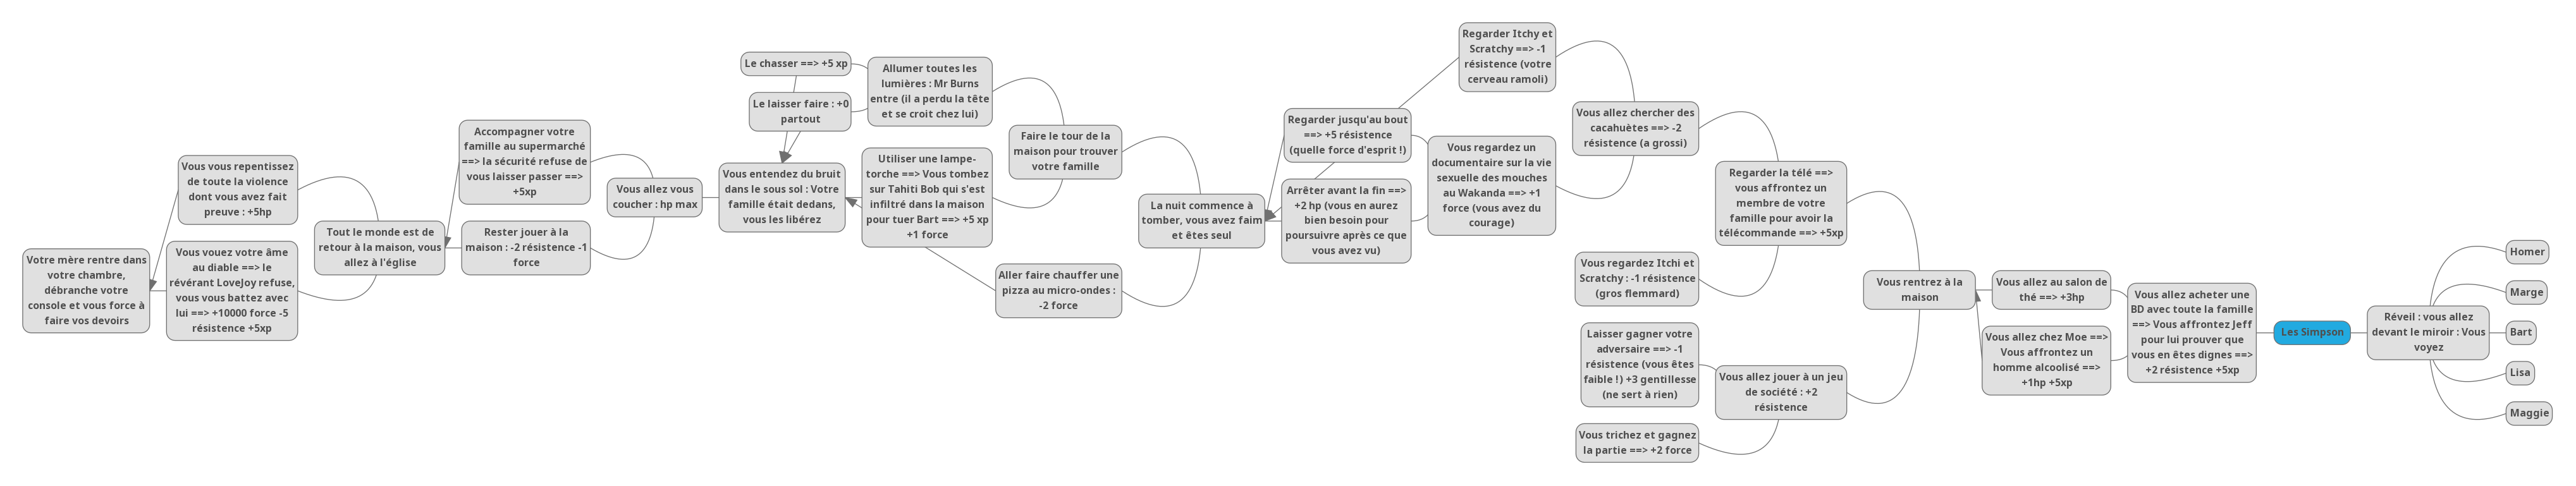 Votre mère rentre dans
votre chambre,
débranche votre
console et vous force à
faire vos devoirs
Vous vous repentissez
de toute la violence
dont vous avez fait
preuve : +5hp
Vous vouez votre âme
au diable ==> le
révérant LoveJoy refuse,
vous vous battez avec
lui ==> +10000 force -5
résistence +5xp
Tout le monde est de
retour à la maison, vous
allez à l'église
Accompagner votre
famille au supermarché
==> la sécurité refuse de
vous laisser passer ==>
+5xp
Rester jouer à la
maison : -2 résistence -1
force
Vous allez vous
coucher : hp max
Le chasser ==> +5 xp
Le laisser faire : +0
partout
Vous entendez du bruit
dans le sous sol : Votre
famille était dedans,
vous les libérez
Allumer toutes les
lumières : Mr Burns
entre (il a perdu la tête
et se croit chez lui)
Utiliser une lampe-
torche ==> Vous tombez
sur Tahiti Bob qui s'est
infiltré dans la maison
pour tuer Bart ==> +5 xp
+1 force
Faire le tour de la
maison pour trouver
votre famille
Aller faire chauffer une
pizza au micro-ondes :
-2 force
La nuit commence à
tomber, vous avez faim
et êtes seul
Regarder jusqu'au bout
==> +5 résistence
(quelle force d'esprit !)
Arrêter avant la fin ==>
+2 hp (vous en aurez
bien besoin pour
poursuivre après ce que
vous avez vu)
Regarder Itchy et
Scratchy ==> -1
résistence (votre
cerveau ramoli)
Vous regardez un
documentaire sur la vie
sexuelle des mouches
au Wakanda ==> +1
force (vous avez du
courage)
Vous allez chercher des
cacahuètes ==> -2
résistence (a grossi)
Vous regardez Itchi et
Scratchy : -1 résistence
(gros flemmard)
Laisser gagner votre
adversaire ==> -1
résistence (vous êtes
faible !) +3 gentillesse
(ne sert à rien)
Vous trichez et gagnez
la partie ==> +2 force
Regarder la télé ==>
vous affrontez un
membre de votre
famille pour avoir la
télécommande ==> +5xp
Vous allez jouer à un jeu
de société : +2
résistence
Vous rentrez à la
maison
Vous allez au salon de
thé ==> +3hp
Vous allez chez Moe ==>
Vous affrontez un
homme alcoolisé ==>
+1hp +5xp
Vous allez acheter une
BD avec toute la famille
==> Vous affrontez Jeff
pour lui prouver que
vous en êtes dignes ==>
+2 résistence +5xp
Les Simpson
Réveil : vous allez
devant le miroir : Vous
voyez
Homer
Marge
Bart
Lisa
Maggie